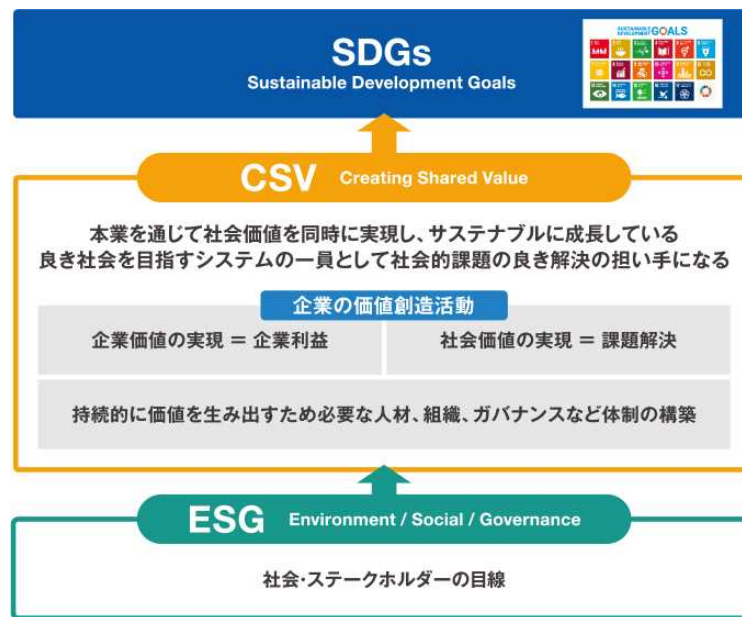 SDGs
Sustainable Development Goals
SUSTAINABLE
DEVELOPMENT GOALS
CSV Creating Shared Value
本業を通じて社会価値を同時に実現し、サステナブルに成長している
良き社会を目指すシステムの一員として社会的課題の良き解決の担い手になる
企業の価値創造活動
企業価値の実現 = 企業利益
社会価値の実現 = 課題解決
持続的に価値を生み出すため必要な人材、組織、ガバナンスなど体制の構築
ESG Environment / Social / Governance
社会・ステークホルダーの目線